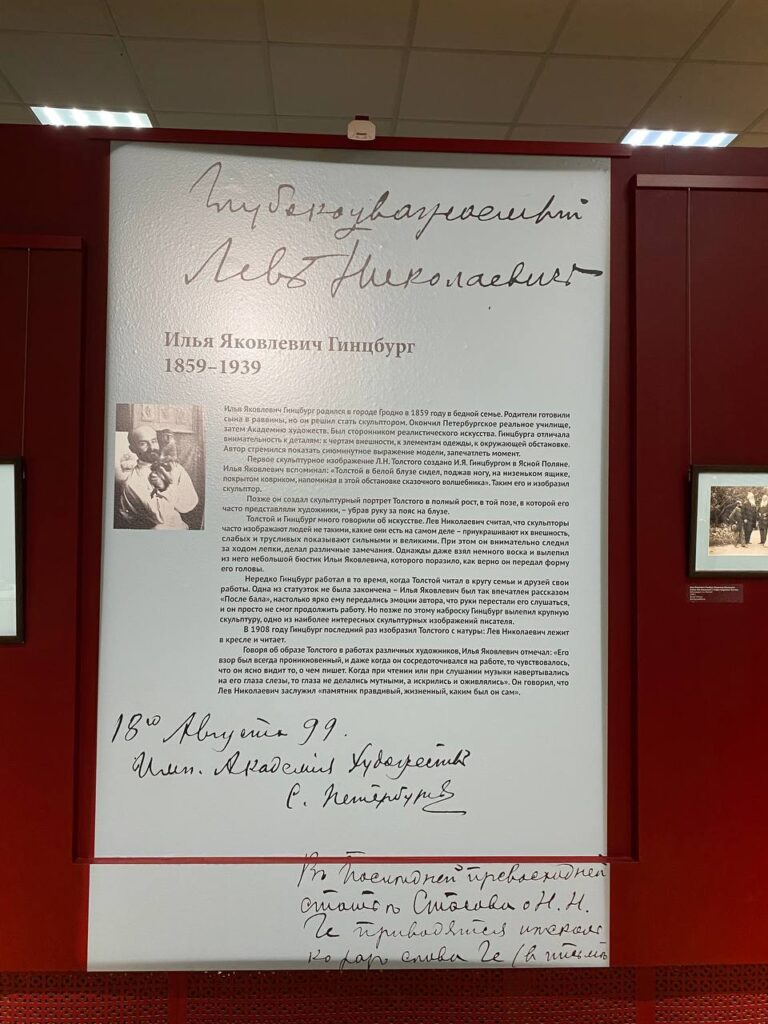 Глубокоуважаемый
Левъ Николаевичъ
Илья Яковлевич Гинцбург
1859–1939
Илья Яковлевич Гинцбург родился в городе Гродно в 1859 году в бедной семье. Родители готовили
сына в раввины, но он решил стать скульптором. Окончил Петербургское реальное училище,
затем Академию художеств. Был сторонником реалистического искусства. Гинцбурга отличала
внимательность к деталям: к чертам внешности, к элементам одежды, к окружающей обстановке.
Автор стремился показать сиюминутное выражение модели, запечатлеть момент.
Первое скульптурное изображение Л.Н. Толстого создано И.Я. Гинцбургом в Ясной Поляне.
Илья Яковлевич вспоминал: «Толстой в белой блузе сидел, поджав ногу, на низеньком ящике,
покрытом ковриком, напоминая в этой обстановке сказочного волшебника». Таким его и изобразил
скульптор.
Позже он создал скульптурный портрет Толстого в полный рост, в той позе, в которой его
часто представляли художники, – убрав руку за пояс на блузе.
Толстой и Гинцбург много говорили об искусстве. Лев Николаевич считал, что скульпторы
часто изображают людей не такими, какие они есть на самом деле – приукрашивают их внешность,
слабых и трусливых показывают сильными и великими. При этом он внимательно следил
за ходом лепки, делал различные замечания. Однажды даже взял немного воска и вылепил
из него небольшой бюстик Ильи Яковлевича, которого поразило, как верно он передал форму
его головы.
Нередко Гинцбург работал в то время, когда Толстой читал в кругу семьи и друзей свои
работы. Одна из статуэток не была закончена – Илья Яковлевич был так впечатлен рассказом
«После бала», настолько ярко ему передались эмоции автора, что руки перестали его слушаться,
и он просто не смог продолжить работу. Но позже по этому наброску Гинцбург вылепил крупную
скульптуру, одно из наиболее интересных скульптурных изображений писателя.
В 1908 году Гинцбург последний раз изобразил Толстого с натуры: Лев Николаевич лежит
в кресле и читает.
Говоря об образе Толстого в работах различных художников, Илья Яковлевич отмечал: «Его
взор был всегда проникновенный, и даже когда он сосредоточивался на работе, то чувствовалось,
что он ясно видит то, о чем пишет. Когда при чтении или при слушании музыки навертывались
на его глаза слезы, то глаза не делались мутными, а искрились и оживлялись». Он говорил, что
Лев Николаевич заслужил «памятник правдивый, жизненный, каким был он сам».
18го Августа 99.
Имп. Академія Художествъ
С. Петербургъ
Въ Последней превосходней
статье Стасова о Н. Н.
Ге приводятся
слова Ге (в письмѣ